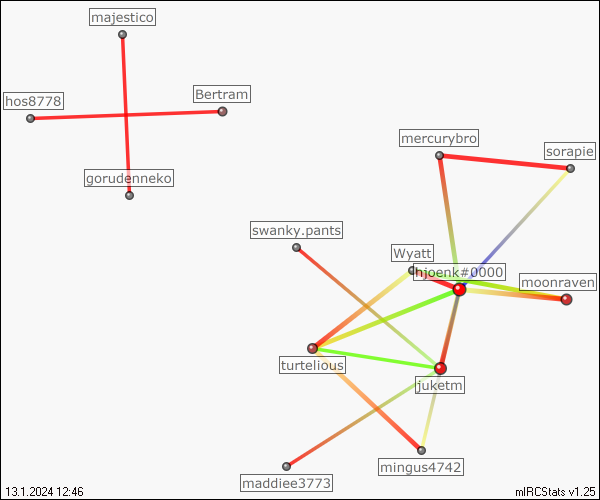 majestico
hos8778
Bertram
gorudenneko
mercurybro
sorapie
swanky.pants
Wyatt
hjoenk#0000
moonraven
turtelious
juketm
mingus4742
maddiee3773
13.1.2024 12:46
mIRCStats v1.25